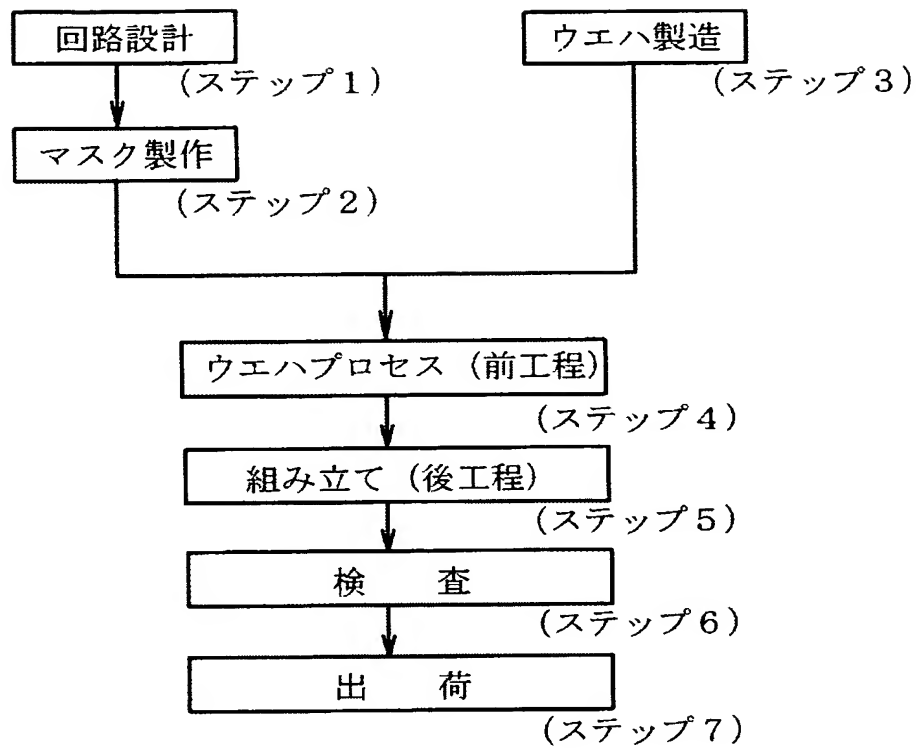 回路設計
(ステップ1)
ウエハ製造
(ステップ3)
マスク製作
(ステップ2)
ウエハプロセス (前工程)
(ステップ4)
組み立て (後工程)
(ステップ5)
検 査
(ステップ6)
出 荷
(ステップ7)